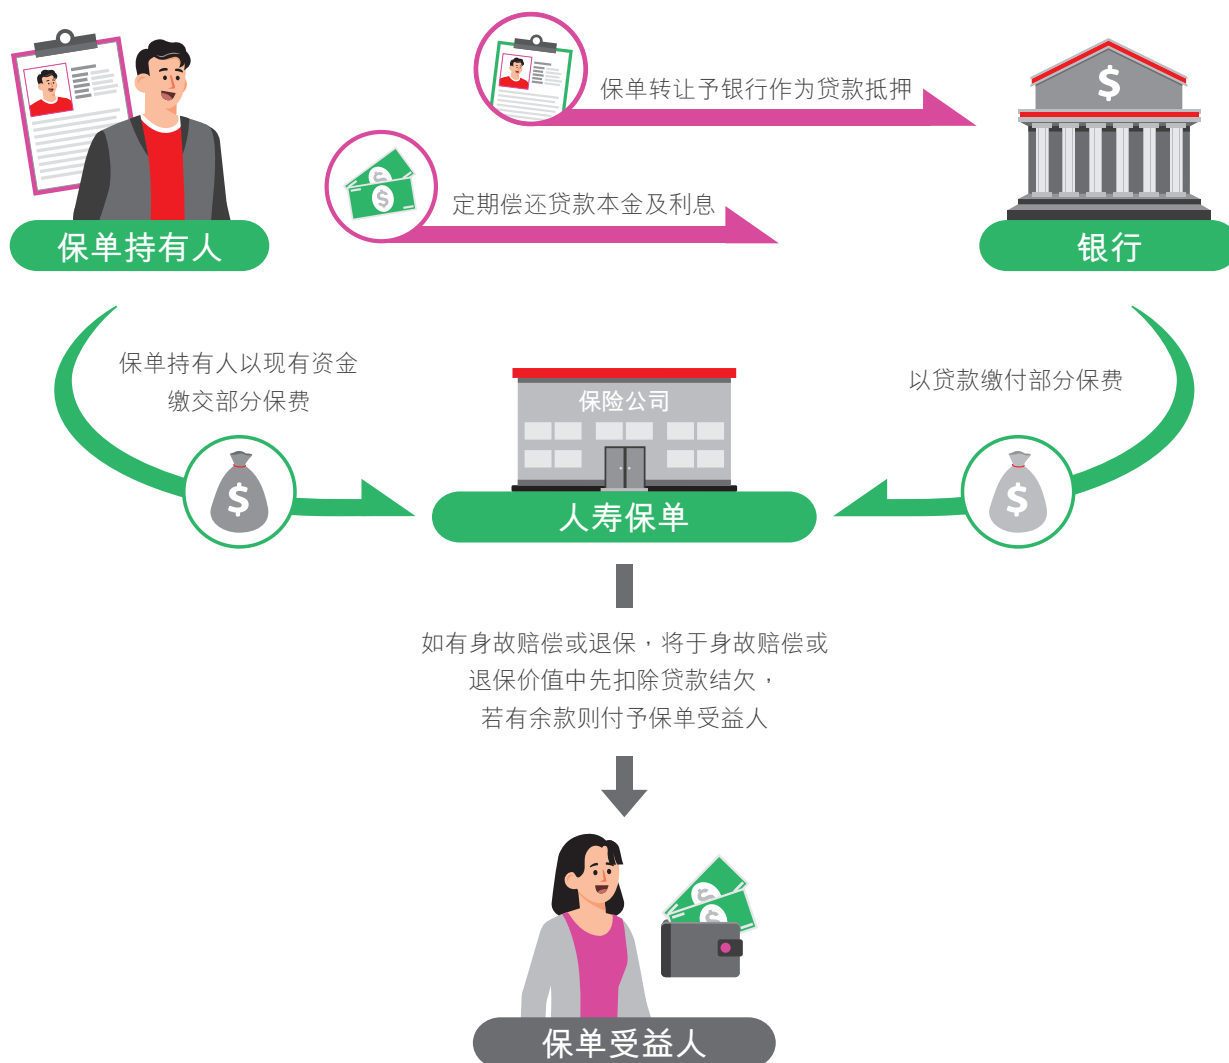 保单转让予银行作为贷款抵押
$
定期偿还贷款本金及利息
$
$
保单持有人
银行
保单持有人以现有资金
缴交部分保费
以贷款缴付部分保费
保险公司
$
$
人寿保单
如有身故赔偿或退保，将于身故赔偿或
退保价值中先扣除贷款结欠，
若有余款则付予保单受益人
$
$
保单受益人